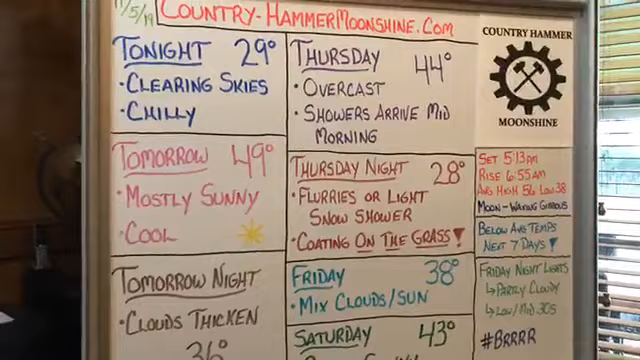 11/5/19
COUNTRY-HAMMERMOONSHINE.COM
TONIGHT 29°
• CLEARING SKIES
• CHILLY
TOMORROW 49°
• MOSTLY SUNNY
• COOL
TOMORROW NIGHT
• CLOUDS THICKEN
36°
THURSDAY 44°
• OVERCAST
• SHOWERS ARRIVE MID
MORNING
THURSDAY NIGHT 28°
• FLURRIES OR LIGHT
SNOW SHOWER
• COATING ON THE GRASS!
FRIDAY 38°
• MIX CLOUDS/SUN
SATURDAY 43°
COUNTRY HAMMER
MOONSHINE
SET 5:13PM
RISE 6:55AM
AVG HIGH 56 LOW 38
MOON - WAXING GIBBOUS
BELOW AVG TEMPS
NEXT 7 DAYS!
FRIDAY NIGHT LIGHTS
↳ PARTLY CLOUDY
↳ LOW/MID 30S
#BRRRR